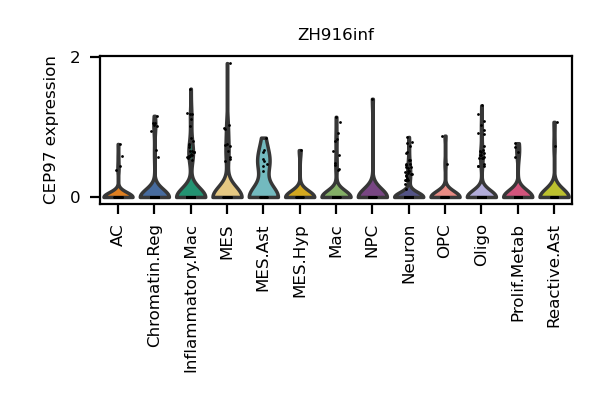 ZH916inf
CEP97 expression
2
0
AC
Chromatin.Reg
Inflammatory.Mac
MES
MES.Ast
MES.Hyp
Mac
NPC
Neuron
OPC
Oligo
Prolif.Metab
Reactive.Ast